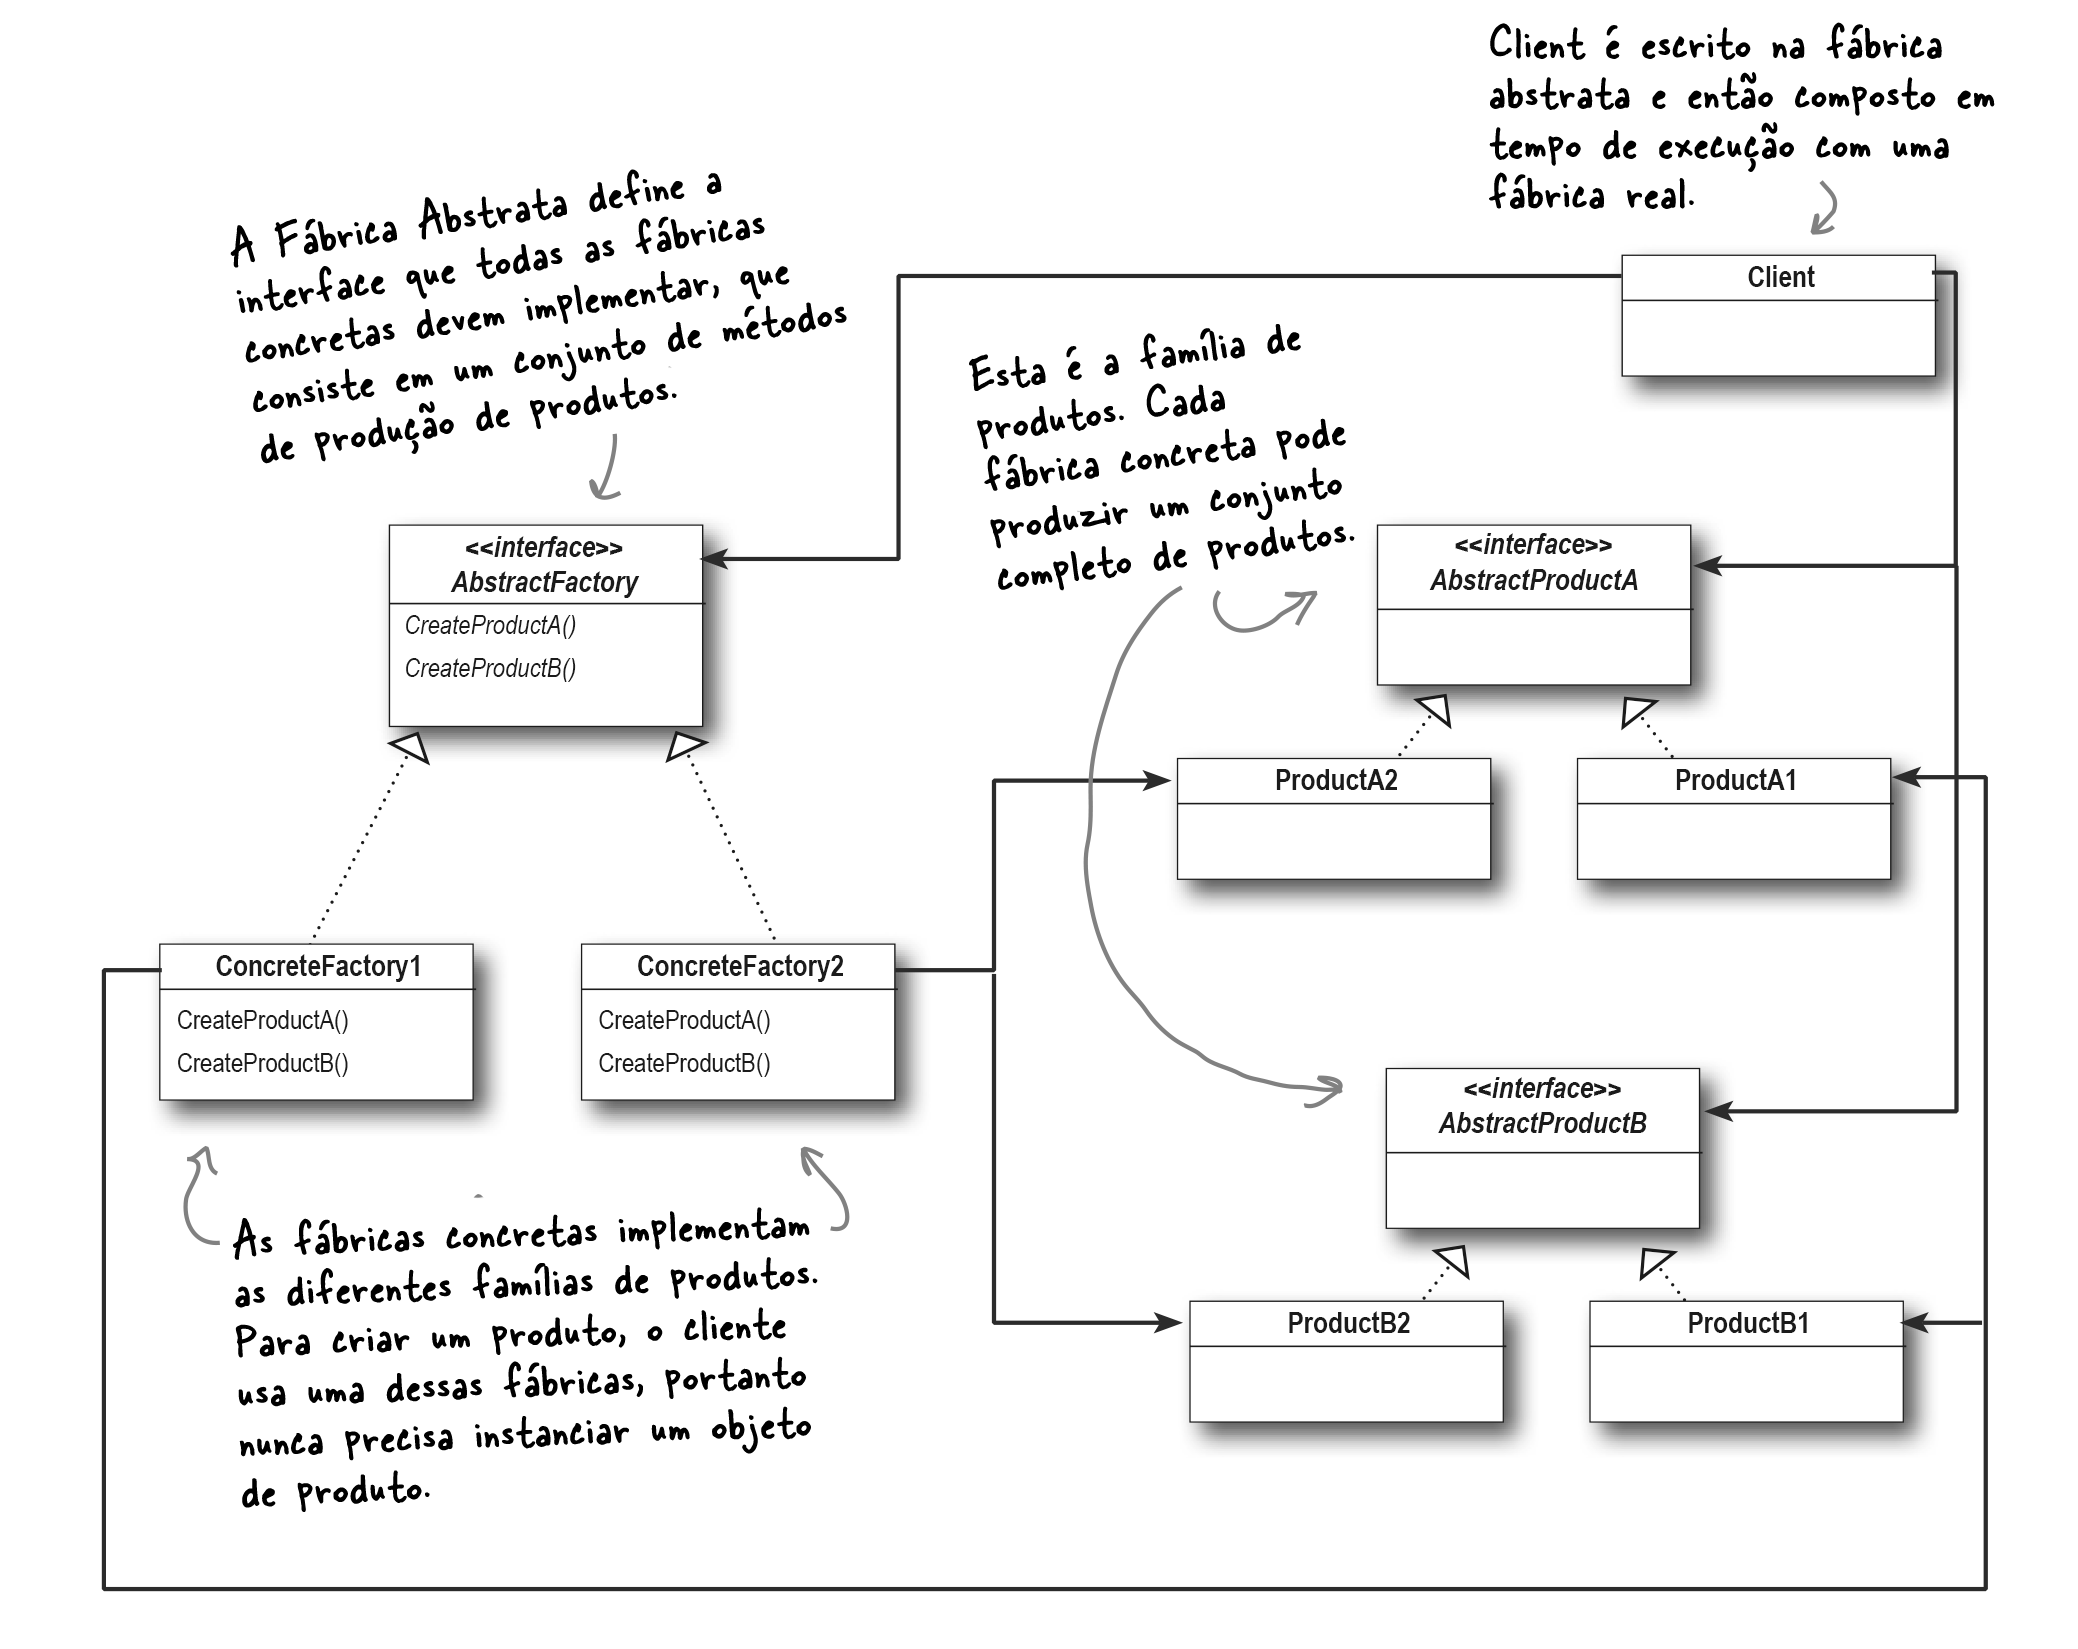 Client é escrito na fábrica
abstrata e então composto em
tempo de execução com uma
fábrica real.
A Fábrica Abstrata define a
interface que todas as fábricas
concretas devem implementar, que
consiste em um conjunto de métodos
de produção de produtos.
Client
Esta é a família de
produtos. Cada
fábrica concreta pode
produzir um conjunto
completo de produtos.
<<interface>>
AbstractFactory
CreateProductA()
CreateProductB()
<<interface>>
AbstractProductA
ProductA2
ProductA1
ConcreteFactory1
CreateProductA()
CreateProductB()
ConcreteFactory2
CreateProductA()
CreateProductB()
<<interface>>
AbstractProductB
ProductB2
ProductB1
As fábricas concretas implementam
as diferentes famílias de produtos.
Para criar um produto, o cliente
usa uma dessas fábricas, portanto
nunca precisa instanciar um objeto
de produto.